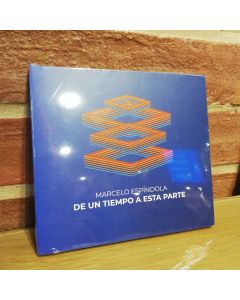 MARCELO ESPÍNDOLA
DE UN TIEMPO A ESTA PARTE